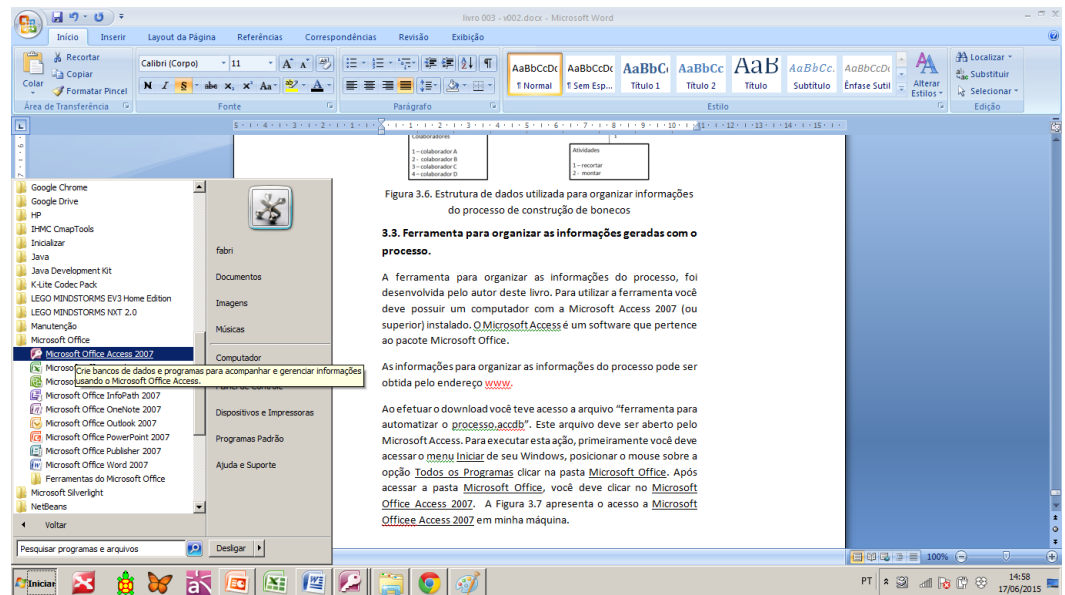 livro 003 - v002.docx - Microsoft Word
Início Inserir Layout da Página Referências Correspondências Revisão Exibição
Colar
Recortar
Copiar
Formatar Pincel
Área de Transferência
Calibri (Corpo) 11
N I S abe x, x² Aa
Fonte
Parágrafo
AaBbCcDc AaBbCcDc AaBbC AaBbCc AaB AaBbCc. AaBbCcDc
¶ Normal ¶ Sem Esp... Título 1 Título 2 Título Subtítulo Ênfase Sutil
Alterar Estilos
Estilo
Localizar
Substituir
Selecionar
Edição
Colaboradores
1 – colaborador A
2 - colaborador B
3 – colaborador C
4 – colaborador D
Atividades
1 – recortar
2 - montar
Figura 3.6. Estrutura de dados utilizada para organizar informações
do processo de construção de bonecos
3.3. Ferramenta para organizar as informações geradas com o
processo.
A ferramenta para organizar as informações do processo, foi
desenvolvida pelo autor deste livro. Para utilizar a ferramenta você
deve possuir um computador com a Microsoft Access 2007 (ou
superior) instalado. O Microsoft Access é um software que pertence
ao pacote Microsoft Office.
As informações para organizar as informações do processo pode ser
obtida pelo endereço www.
Ao efetuar o download você teve acesso a arquivo “ferramenta para
automatizar o processo.accdb”. Este arquivo deve ser aberto pelo
Microsoft Access. Para executar esta ação, primeiramente você deve
acessar o menu Iniciar de seu Windows, posicionar o mouse sobre a
opção Todos os Programas clicar na pasta Microsoft Office. Após
acessar a pasta Microsoft Office, você deve clicar no Microsoft
Office Access 2007. A Figura 3.7 apresenta o acesso a Microsoft
Officee Access 2007 em minha máquina.
Google Chrome
Google Drive
HP
IHMC CmapTools
Inicializar
Java
Java Development Kit
K-Lite Codec Pack
LEGO MINDSTORMS EV3 Home Edition
LEGO MINDSTORMS NXT 2.0
Manutenção
Microsoft Office
Microsoft Office Access 2007
Crie bancos de dados e programas para acompanhar e gerenciar informações
usando o Microsoft Office Access.
Microsoft Office InfoPath 2007
Microsoft Office OneNote 2007
Microsoft Office Outlook 2007
Microsoft Office PowerPoint 2007
Microsoft Office Publisher 2007
Microsoft Office Word 2007
Ferramentas do Microsoft Office
Microsoft Silverlight
NetBeans
Voltar
Pesquisar programas e arquivos
fabri
Documentos
Imagens
Músicas
Computador
Painel de Controle
Dispositivos e Impressoras
Programas Padrão
Ajuda e Suporte
Desligar
100%
Iniciar
PT
14:58
17/06/2015